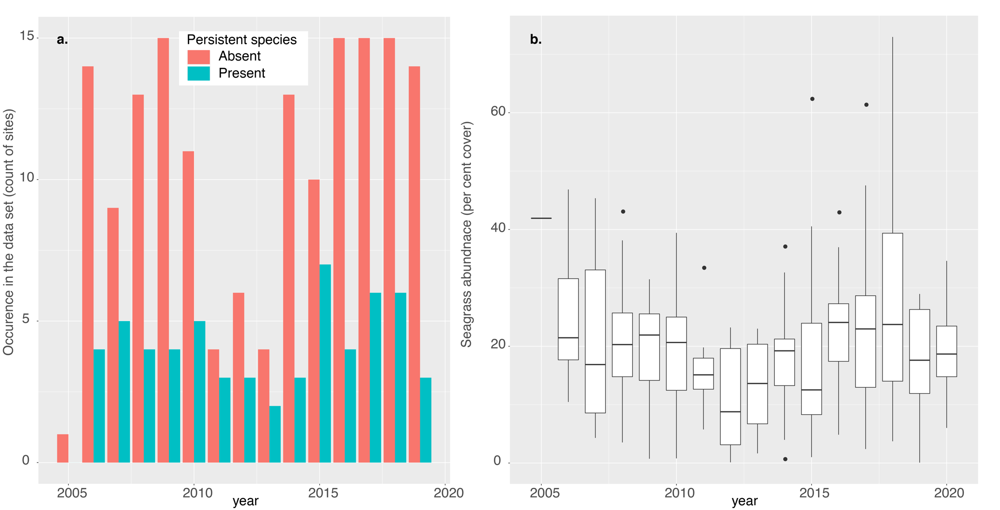 a.
Persistent species
Absent
Present
15
10
5
0
Occurence in the data set (count of sites)
2005 2010 2015 2020
year
b.
60
40
20
0
Seagrass abundnace (per cent cover)
2005 2010 2015 2020
year